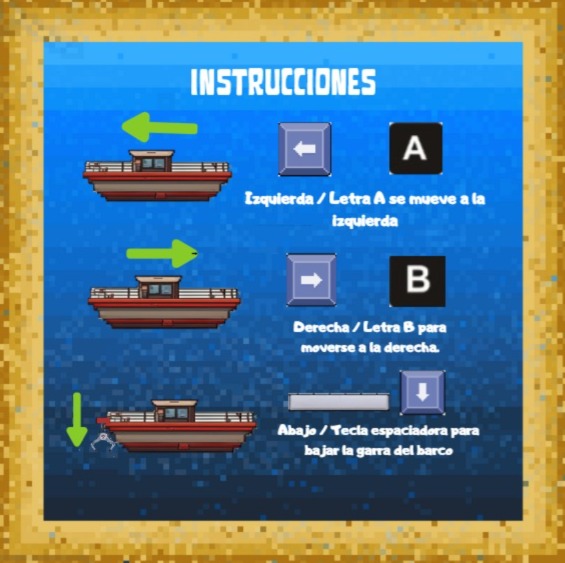 INSTRUCCIONES
A
Izquierda / Letra A se mueve a la
izquierda
B
Derecha / Letra B para
moverse a la derecha.
Abajo / Tecla espaciadora para
bajar la garra del barco